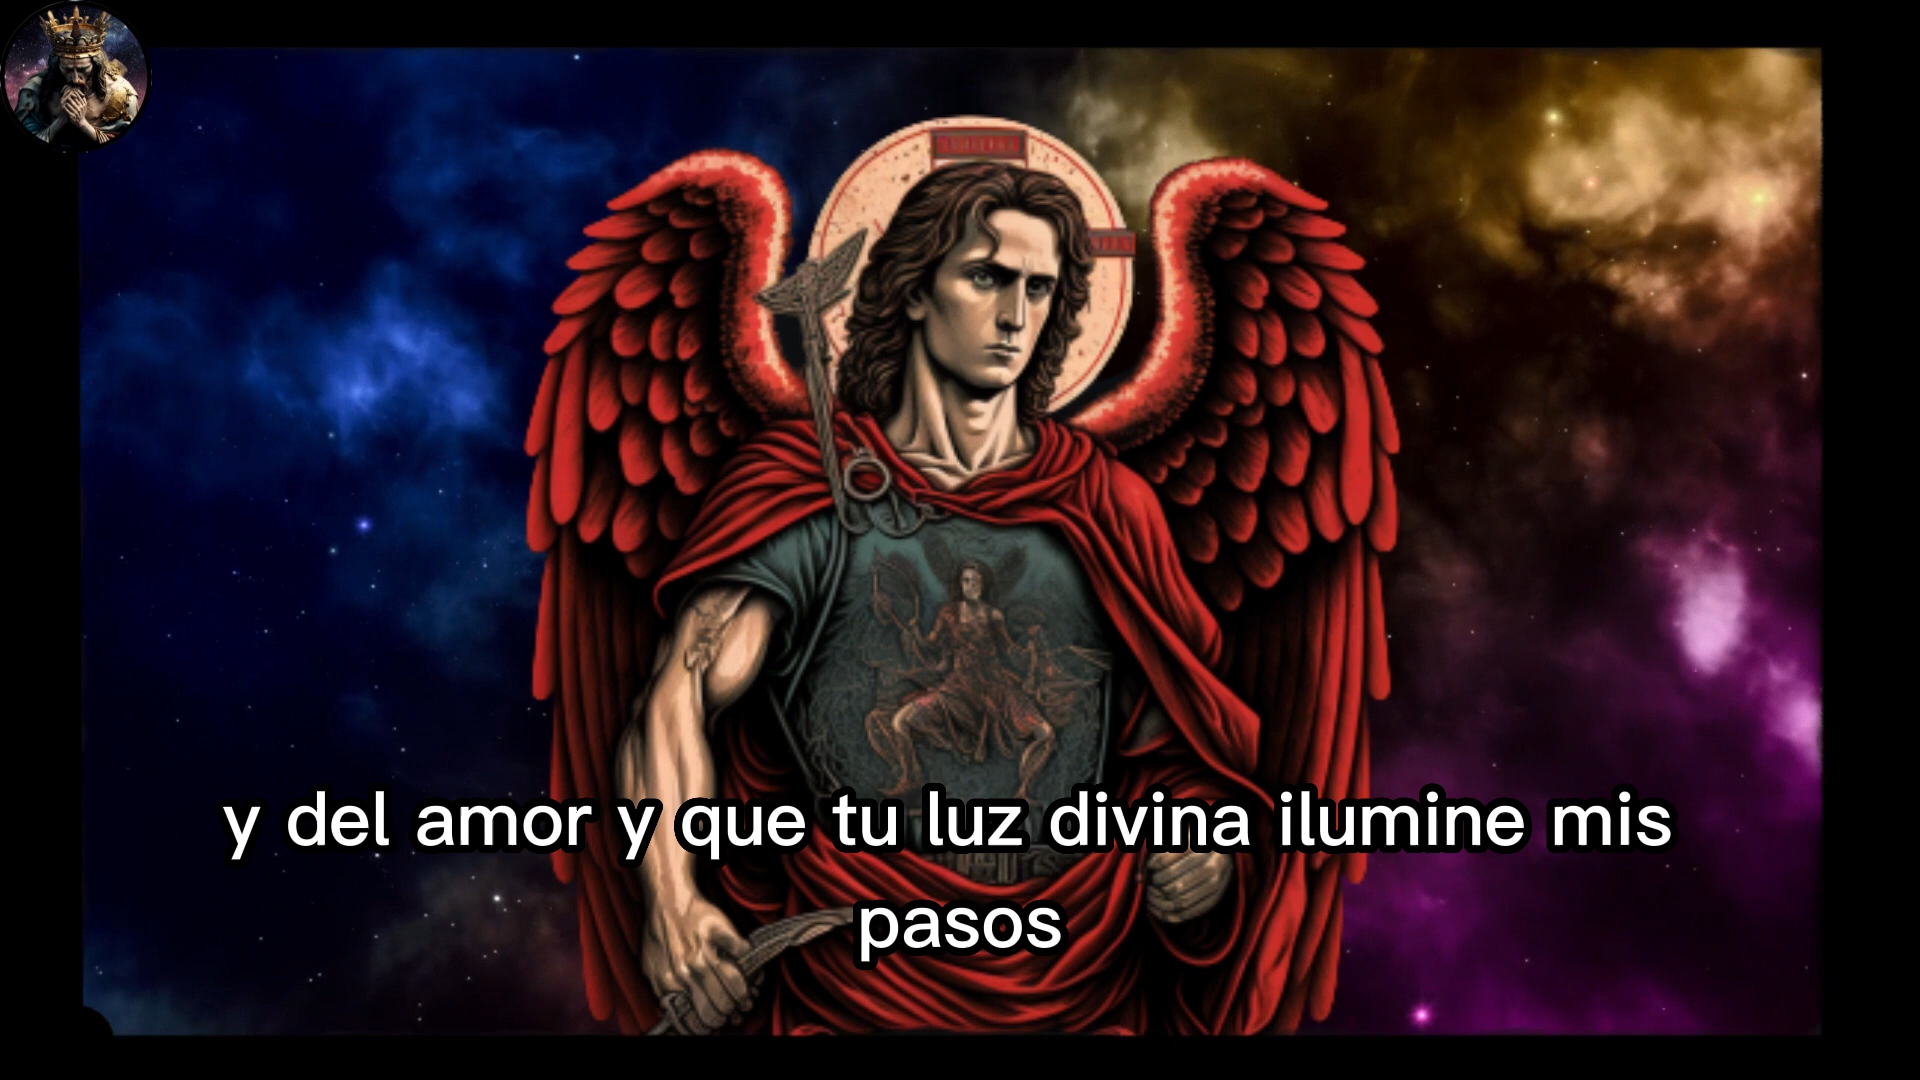 y del amor y que tu luz divina ilumine mis
pasos